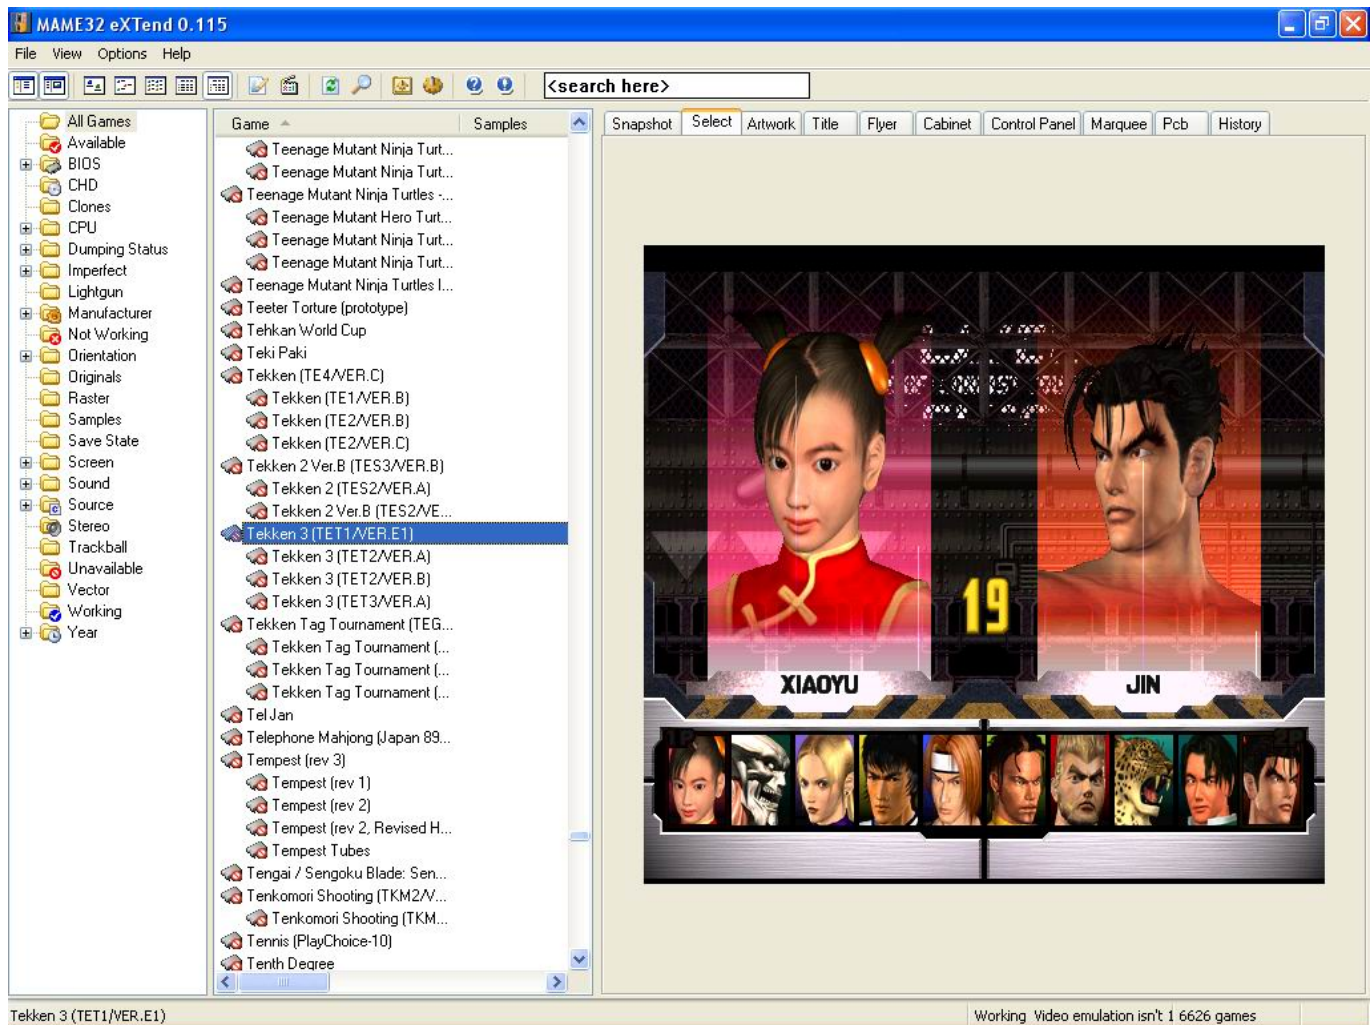 MAME32 eXTend 0.115
File View Options Help
<search here>
All Games
Available
BIOS
CHD
Clones
CPU
Dumping Status
Imperfect
Lightgun
Manufacturer
Not Working
Orientation
Originals
Raster
Samples
Save State
Screen
Sound
Source
Stereo
Trackball
Unavailable
Vector
Working
Year
Game Samples
Teenage Mutant Ninja Turt...
Teenage Mutant Ninja Turt...
Teenage Mutant Ninja Turtles -...
Teenage Mutant Hero Turt...
Teenage Mutant Ninja Turt...
Teenage Mutant Ninja Turt...
Teenage Mutant Ninja Turtles I...
Teeter Torture (prototype)
Tehkan World Cup
Teki Paki
Tekken (TE4/VER.C)
Tekken (TE1/VER.B)
Tekken (TE2/VER.B)
Tekken (TE2/VER.C)
Tekken 2 Ver.B (TES3/VER.B)
Tekken 2 (TES2/VER.A)
Tekken 2 Ver.B (TES2/VE...
Tekken 3 (TET1/VER.E1)
Tekken 3 (TET2/VER.A)
Tekken 3 (TET2/VER.B)
Tekken 3 (TET3/VER.A)
Tekken Tag Tournament (TEG...
Tekken Tag Tournament (...
Tekken Tag Tournament (...
Tekken Tag Tournament (...
Tel Jan
Telephone Mahjong (Japan 89...
Tempest (rev 3)
Tempest (rev 1)
Tempest (rev 2)
Tempest (rev 2, Revised H...
Tempest Tubes
Tengai / Sengoku Blade: Sen...
Tenkomori Shooting (TKM2/V...
Tenkomori Shooting (TKM...
Tennis (PlayChoice-10)
Tenth Degree
Snapshot Select Artwork Title Flyer Cabinet Control Panel Marquee Pcb History
19
XIAOYU JIN
1P 2P
Tekken 3 (TET1/VER.E1)
Working Video emulation isn't 1 6626 games